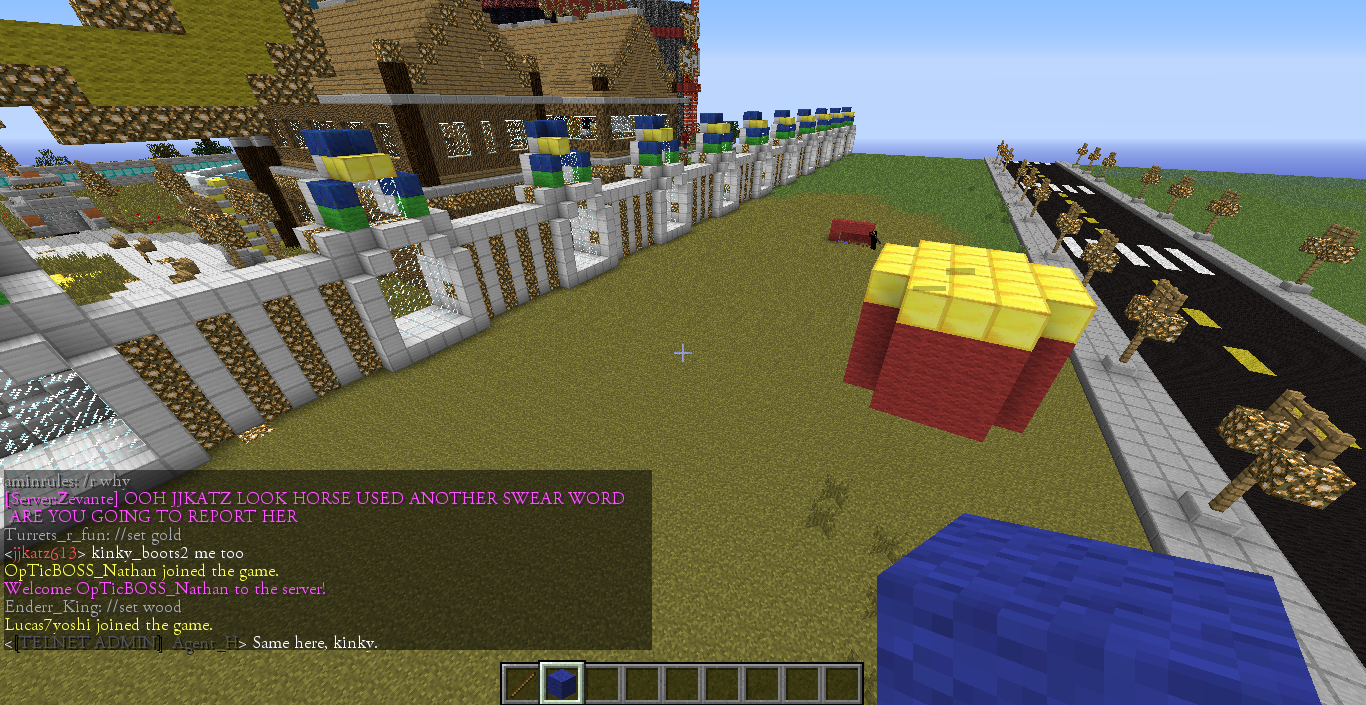 aminrules: /r why
[Server:Zevante] OOH JJKATZ LOOK HORSE USED ANOTHER SWEAR WORD
ARE YOU GOING TO REPORT HER
Turrets_r_fun: //set gold
<jjkatz613> kinky_boots2 me too
OpTicBOSS_Nathan joined the game.
Welcome OpTicBOSS_Nathan to the server!
Enderr_King: //set wood
Lucas7yoshi joined the game.
<[TELNET ADMIN] Agent_H> Same here, kinky.